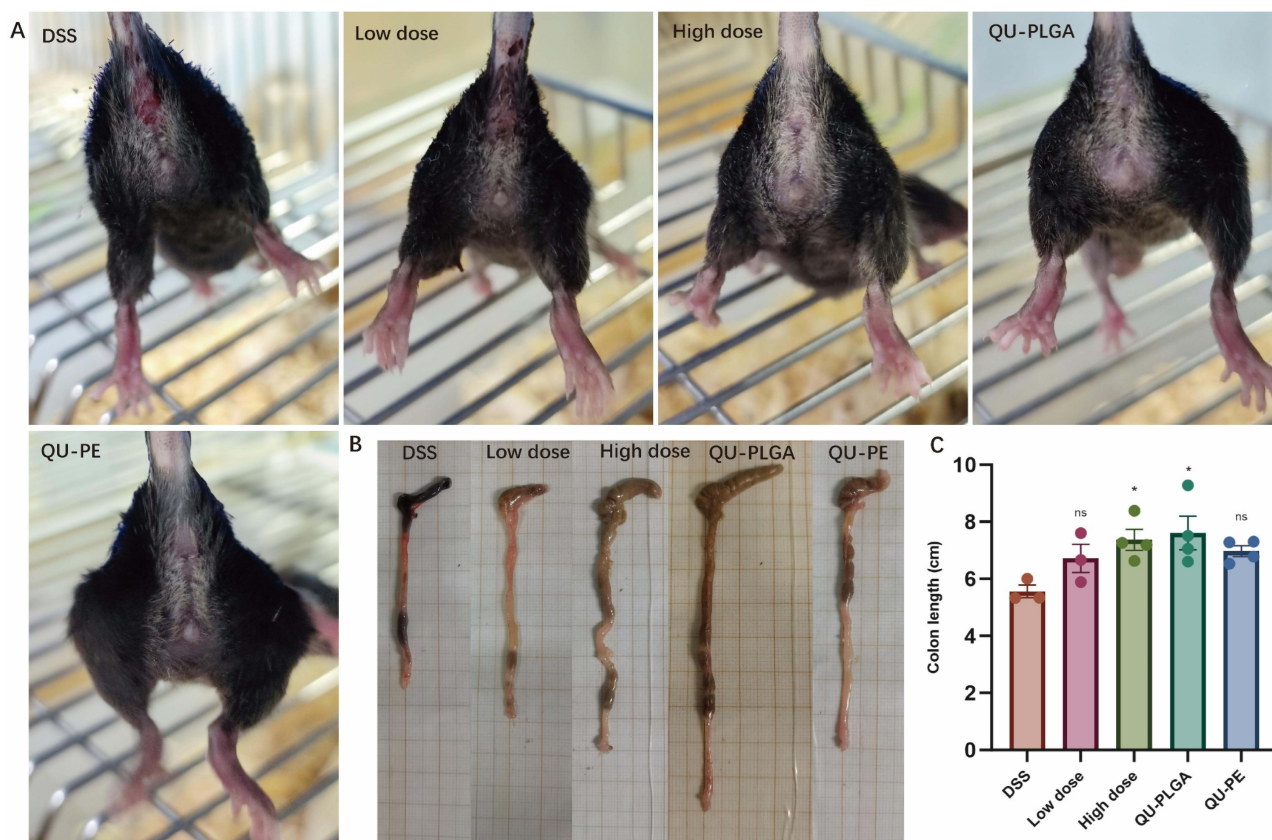 A
DSS
Low dose
High dose
QU-PLGA
QU-PE
B
DSS
Low dose
High dose
QU-PLGA
QU-PE
C
Colon length (cm)
10
8
6
4
2
0
ns
*
*
ns
DSS
Low dose
High dose
QU-PLGA
QU-PE